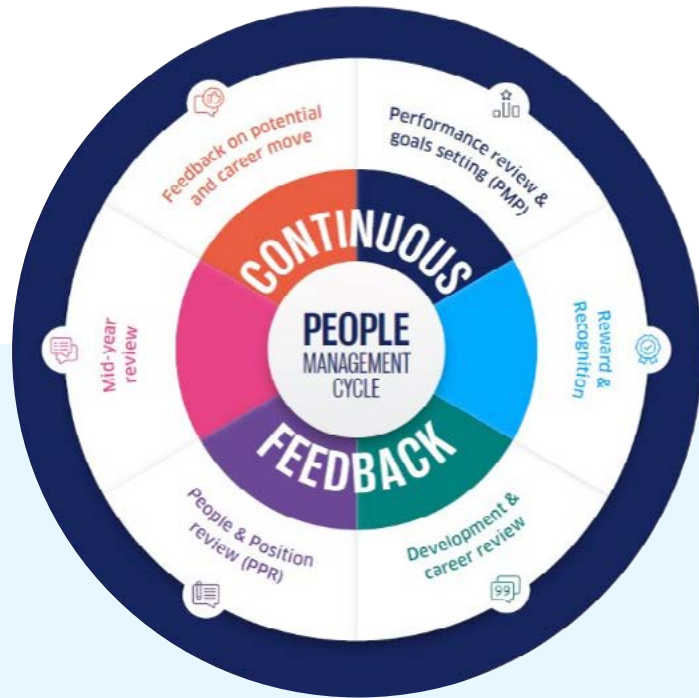 Feedback on potential
and career move
Performance review &
goals setting (PMP)
CONTINUOUS
PEOPLE
MANAGEMENT
CYCLE
Mid-year
review
Reward &
Recognition
FEEDBACK
People & Position
review (PPR)
Development &
career review
99